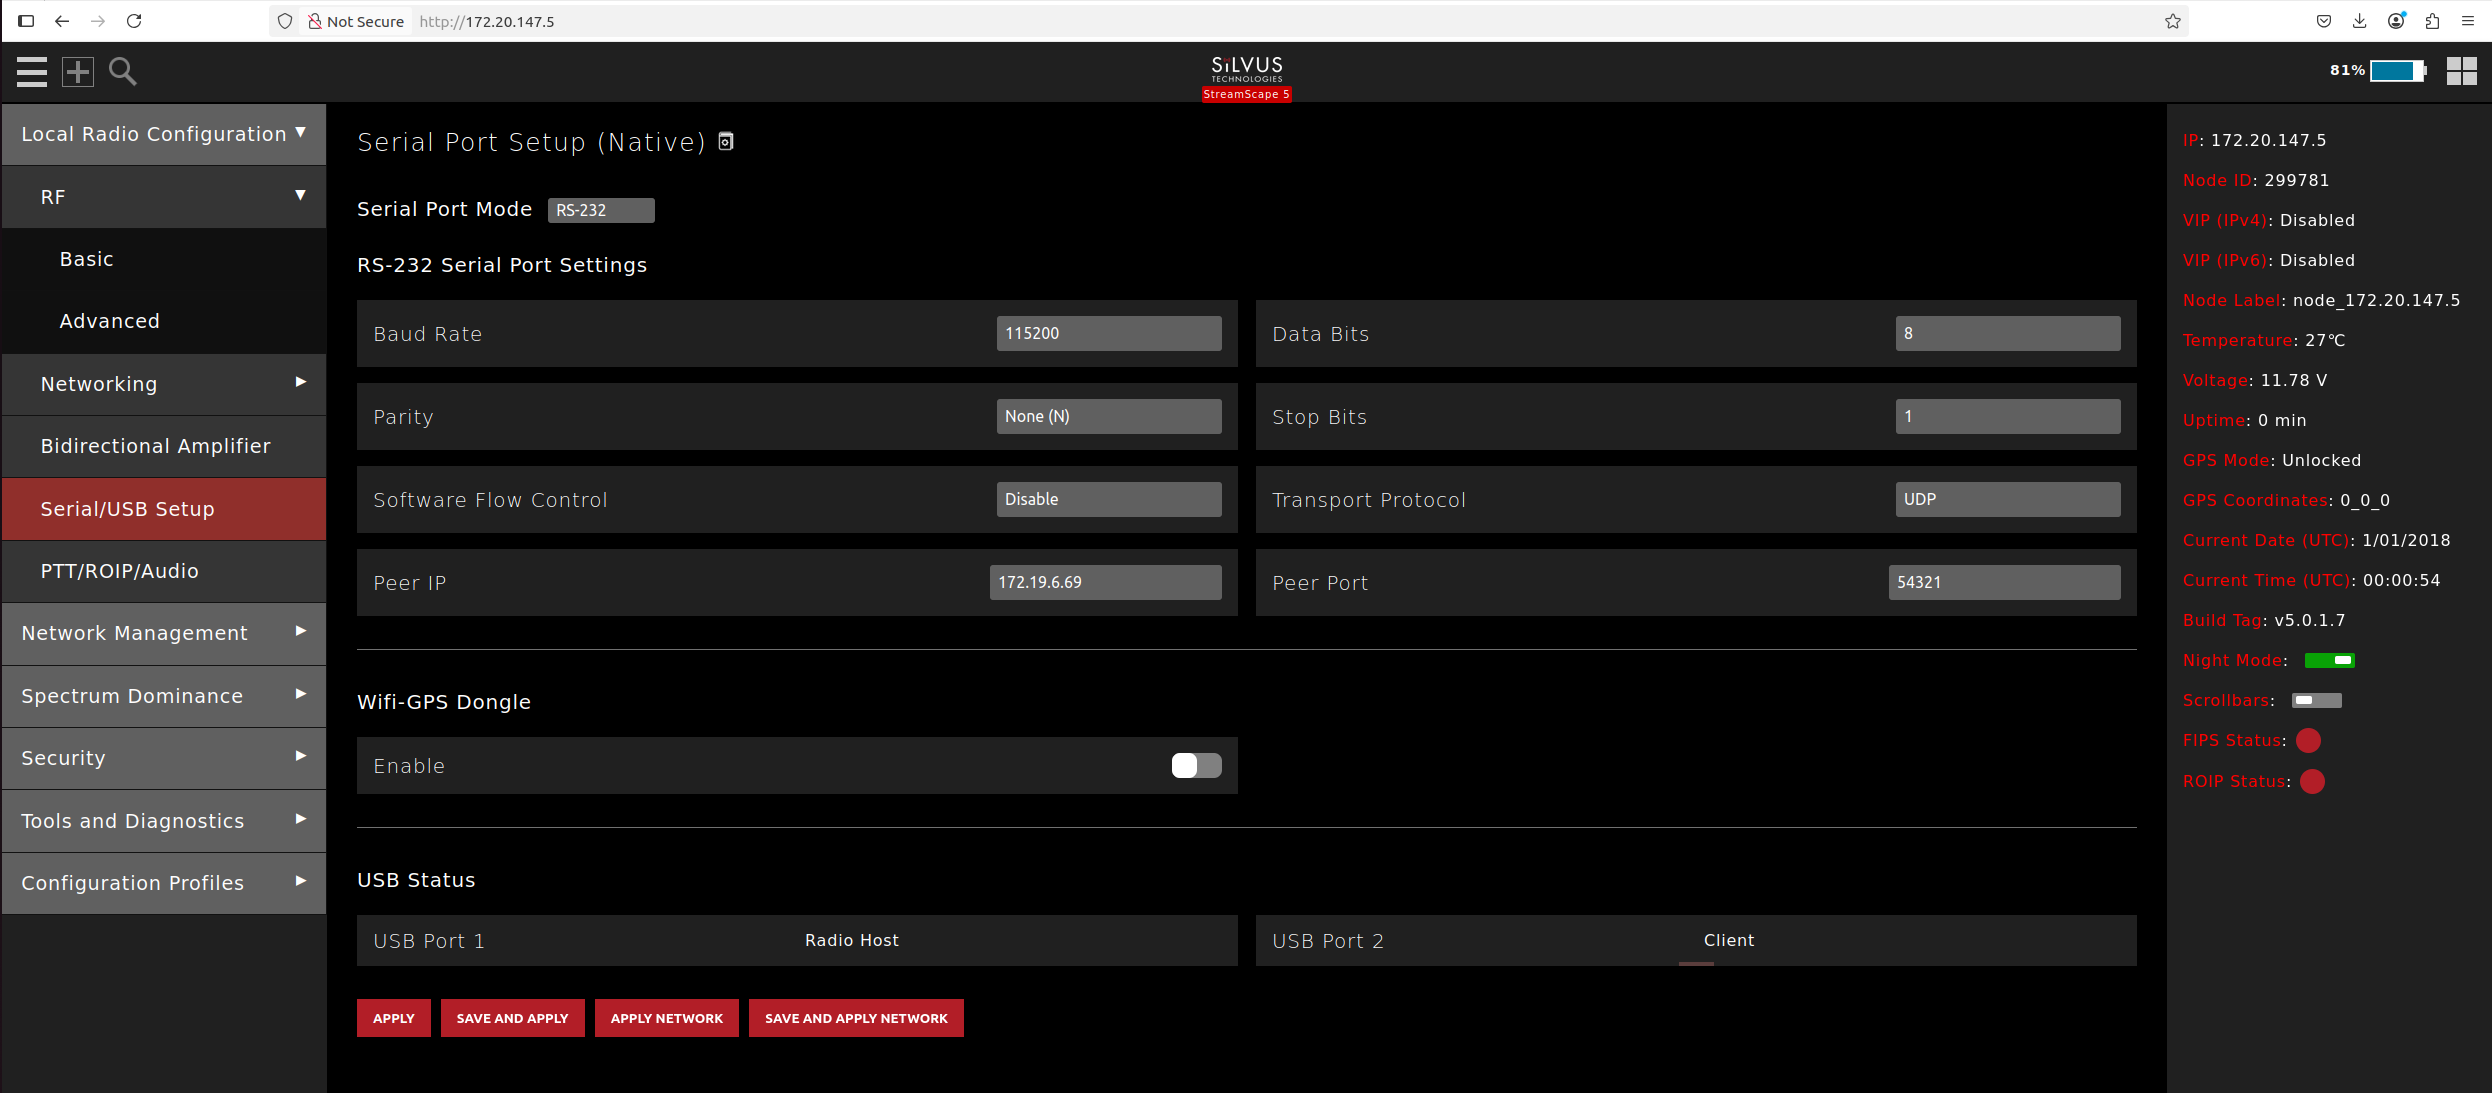 Not Secure http://172.20.147.5
SiLVUS
TECHNOLOGIES
StreamScape 5
81%
Local Radio Configuration
RF
Basic
Advanced
Networking
Bidirectional Amplifier
Serial/USB Setup
PTT/ROIP/Audio
Network Management
Spectrum Dominance
Security
Tools and Diagnostics
Configuration Profiles
Serial Port Setup (Native)
Serial Port Mode RS-232
RS-232 Serial Port Settings
Baud Rate 115200
Data Bits 8
Parity None (N)
Stop Bits 1
Software Flow Control Disable
Transport Protocol UDP
Peer IP 172.19.6.69
Peer Port 54321
Wifi-GPS Dongle
Enable
USB Status
USB Port 1 Radio Host
USB Port 2 Client
APPLY
SAVE AND APPLY
APPLY NETWORK
SAVE AND APPLY NETWORK
IP: 172.20.147.5
Node ID: 299781
VIP (IPv4): Disabled
VIP (IPv6): Disabled
Node Label: node_172.20.147.5
Temperature: 27°C
Voltage: 11.78 V
Uptime: 0 min
GPS Mode: Unlocked
GPS Coordinates: 0_0_0
Current Date (UTC): 1/01/2018
Current Time (UTC): 00:00:54
Build Tag: v5.0.1.7
Night Mode:
Scrollbars:
FIPS Status:
ROIP Status: